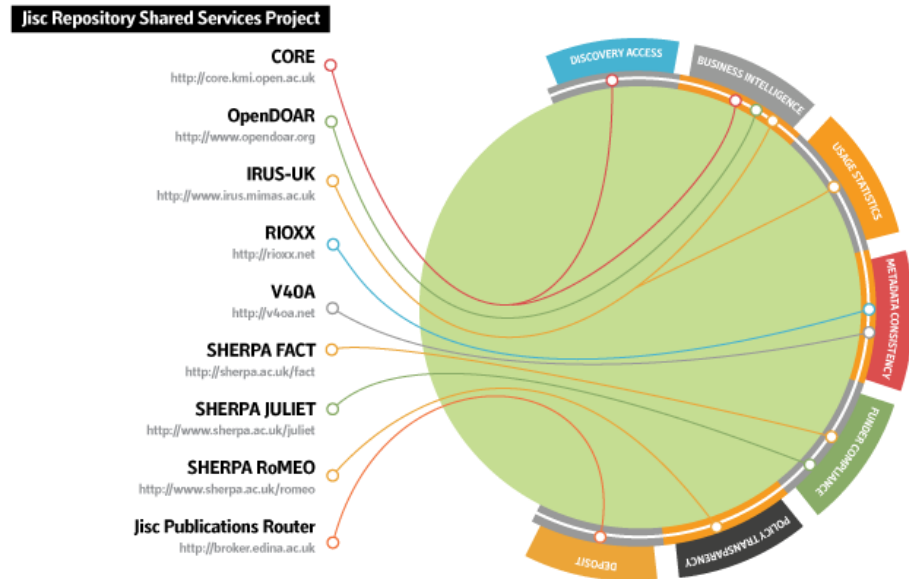 Jisc Repository Shared Services Project
CORE
http://core.kmi.open.ac.uk
OpenDOAR
http://www.opendoar.org
IRUS-UK
http://www.irus.mimas.ac.uk
RIOXX
http://rioxx.net
V4OA
http://v4oa.net
SHERPA FACT
http://sherpa.ac.uk/fact
SHERPA JULIET
http://www.sherpa.ac.uk/juliet
SHERPA RoMEO
http://www.sherpa.ac.uk/romeo
Jisc Publications Router
http://broker.edina.ac.uk
DISCOVERY ACCESS
BUSINESS INTELLIGENCE
USAGE STATISTICS
METADATA CONSISTENCY
FUNDER COMPLIANCE
POLICY TRANSPARENCY
DEPOSIT